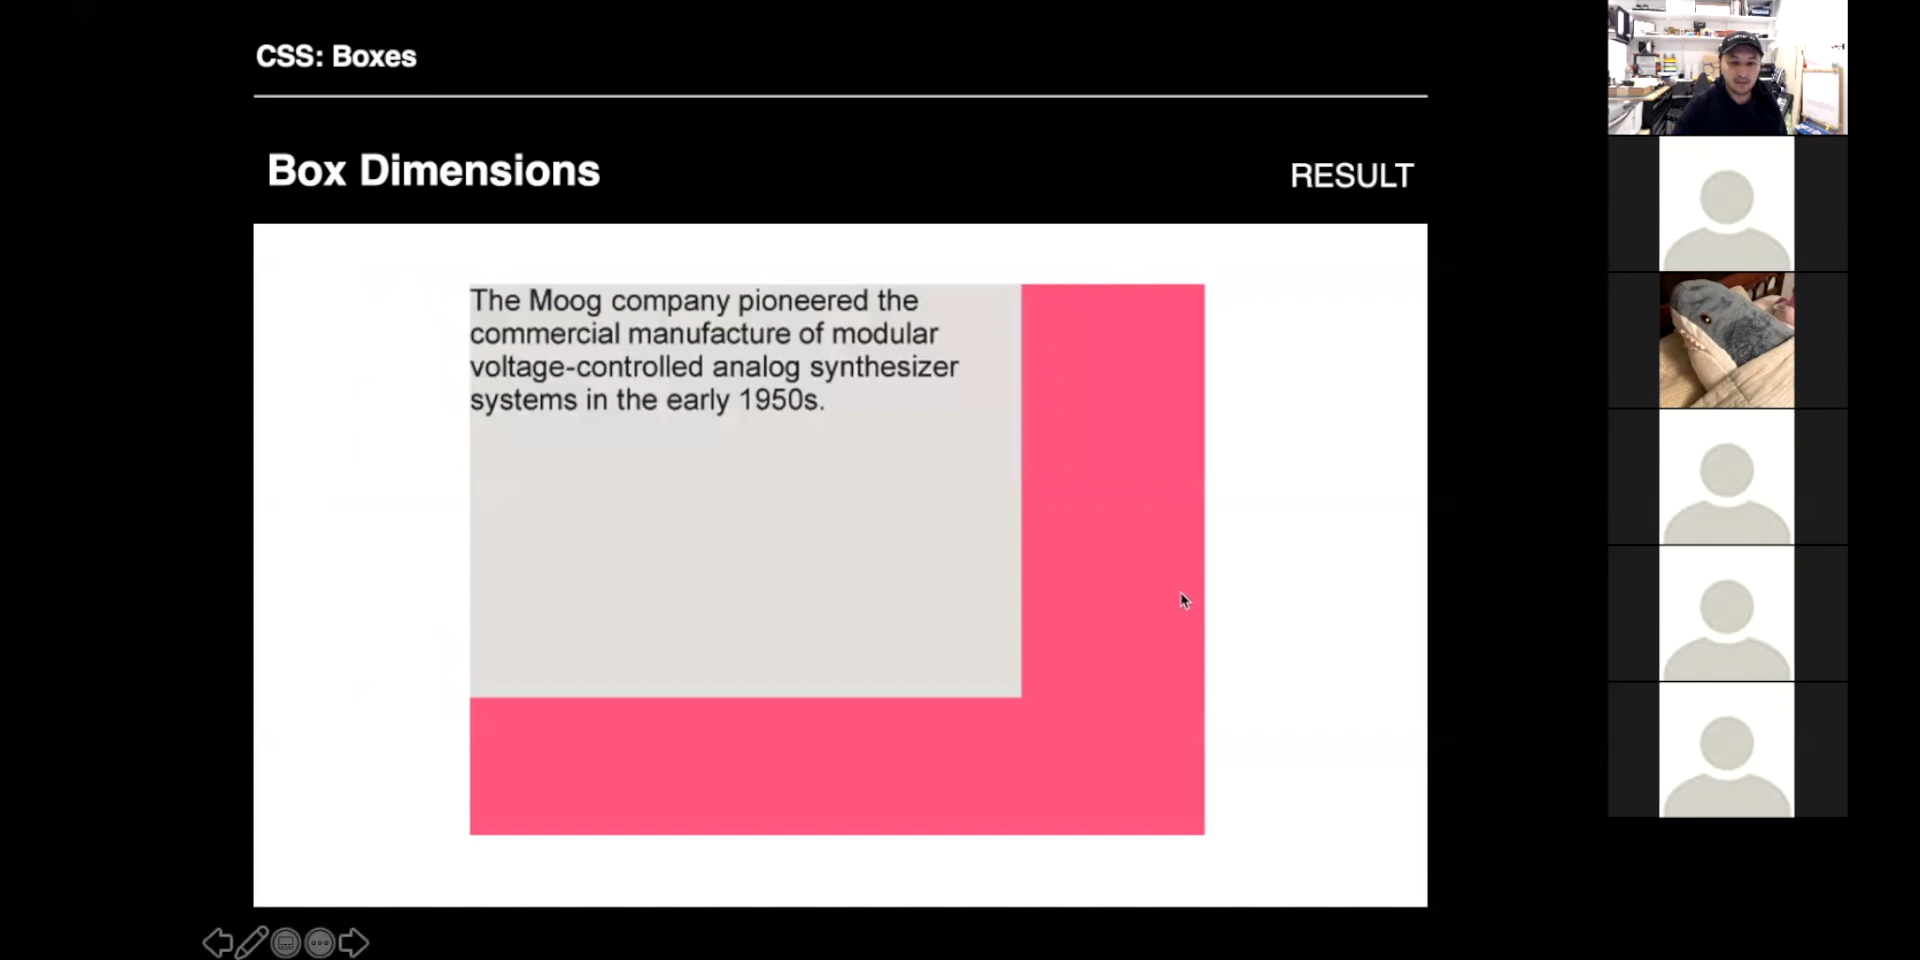 CSS: Boxes
Box Dimensions
RESULT
The Moog company pioneered the
commercial manufacture of modular
voltage-controlled analog synthesizer
systems in the early 1950s.